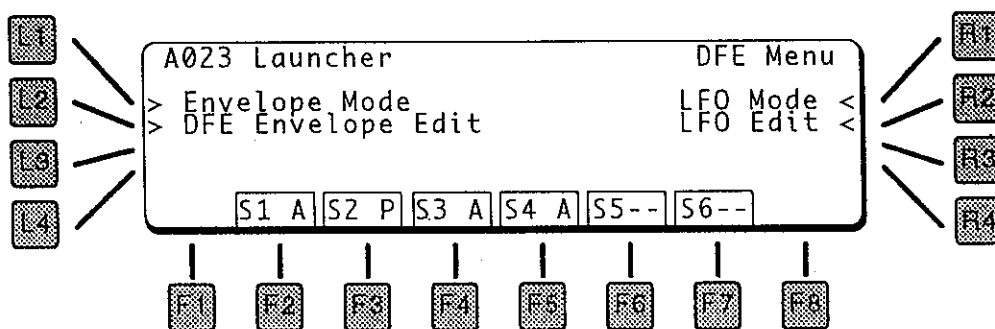 L1
R1
A023 Launcher DFE Menu
L2
R2
> Envelope Mode LFO Mode <
> DFE Envelope Edit LFO Edit <
L3
R3
L4
R4
S1 A S2 P S3 A S4 A S5-- S6--
F1 F2 F3 F4 F5 F6 F7 F8